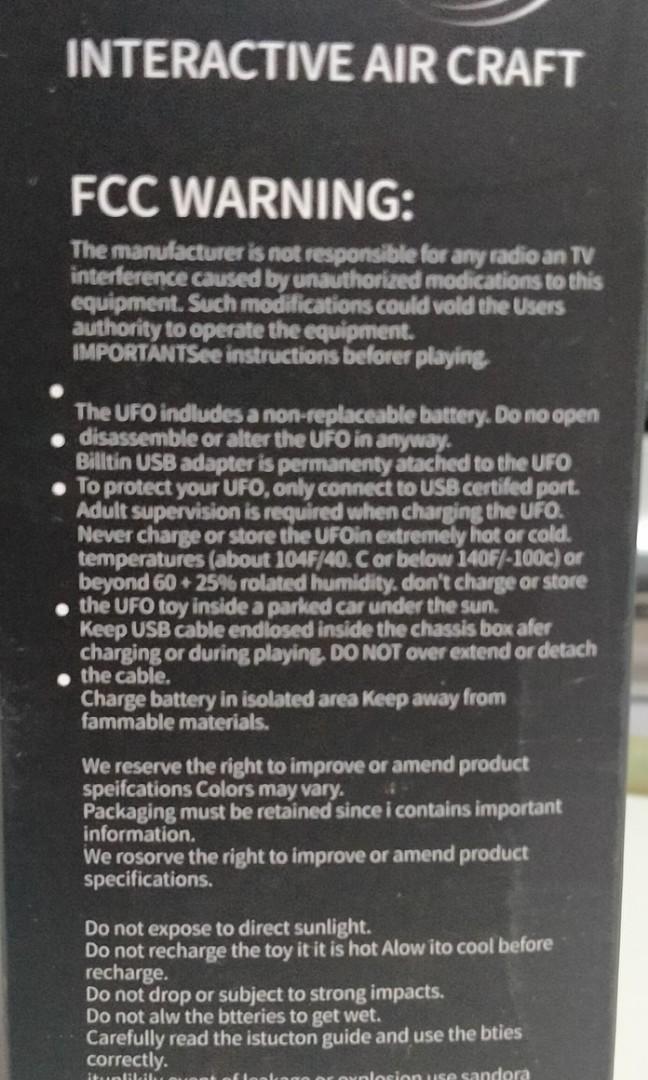 INTERACTIVE AIR CRAFT
FCC WARNING:
The manufacturer is not responsible for any radio an TV
interference caused by unauthorized modications to this
equipment. Such modifications could vold the Users
authority to operate the equipment.
IMPORTANTSee instructions beforer playing.
The UFO indludes a non-replaceable battery. Do no open
disassemble or alter the UFO in anyway.
Billtin USB adapter is permanenty atached to the UFO
To protect your UFO, only connect to USB certifed port.
Adult supervision is required when charging the UFO.
Never charge or store the UFOin extremely hot or cold.
temperatures (about 104F/40. C or below 140F/-100c) or
beyond 60 + 25% rolated humidity. don't charge or store
the UFO toy inside a parked car under the sun.
Keep USB cable endlosed inside the chassis box afer
charging or during playing. DO NOT over extend or detach
the cable.
Charge battery in isolated area Keep away from
fammable materials.
We reserve the right to improve or amend product
speifcations Colors may vary.
Packaging must be retained since i contains important
information.
We rosorve the right to improve or amend product
specifications.
Do not expose to direct sunlight.
Do not recharge the toy it it is hot Alow ito cool before
recharge.
Do not drop or subject to strong impacts.
Do not alw the btteries to get wet.
Carefully read the istucton guide and use the bties
correctly.
itunlikily event of leakage or explosion use sandora